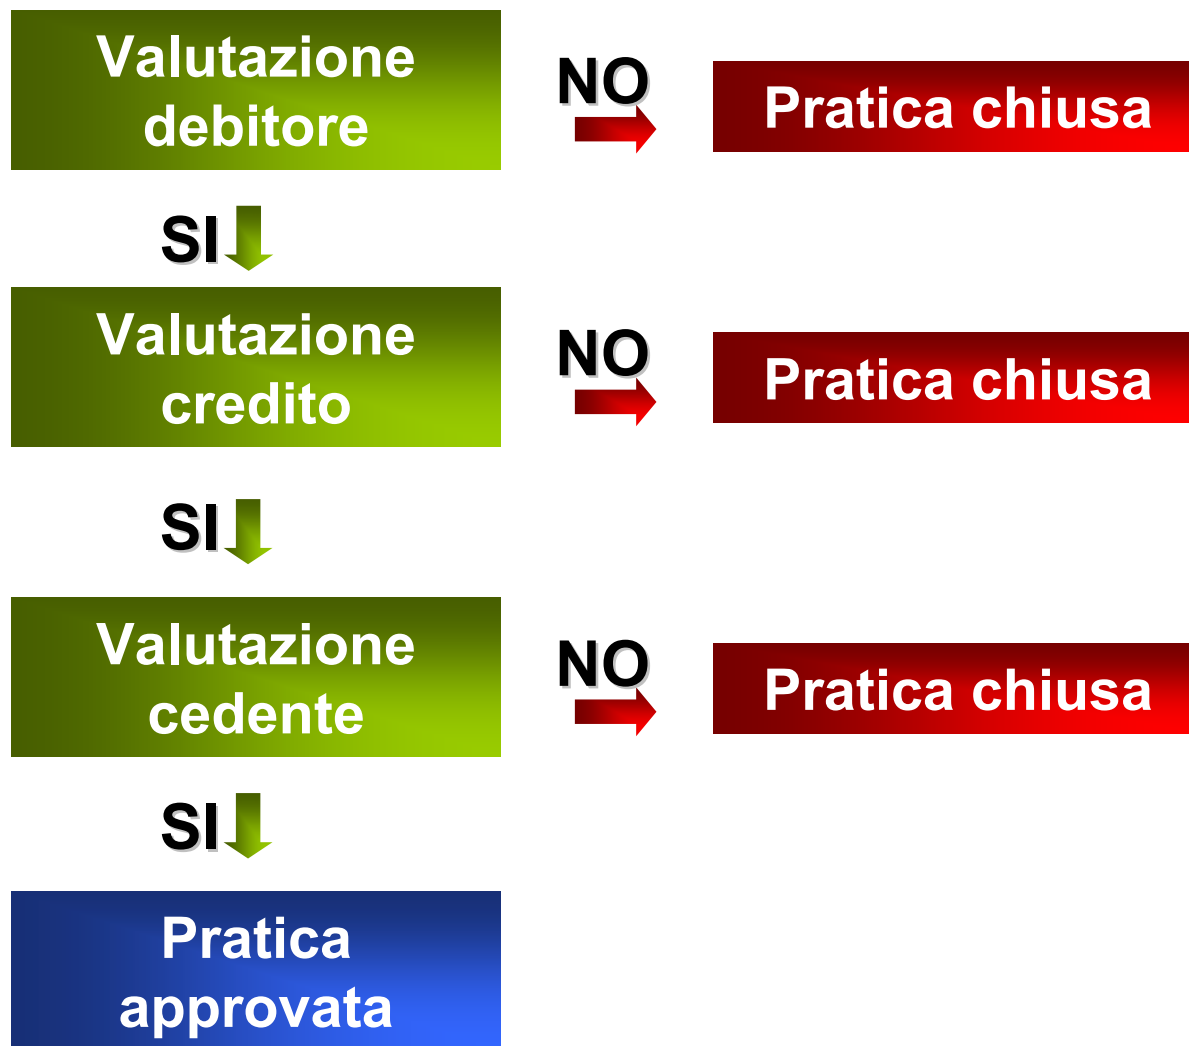 Valutazione
debitore
NO
Pratica chiusa
SI
Valutazione
credito
NO
Pratica chiusa
SI
Valutazione
cedente
NO
Pratica chiusa
SI
Pratica
approvata